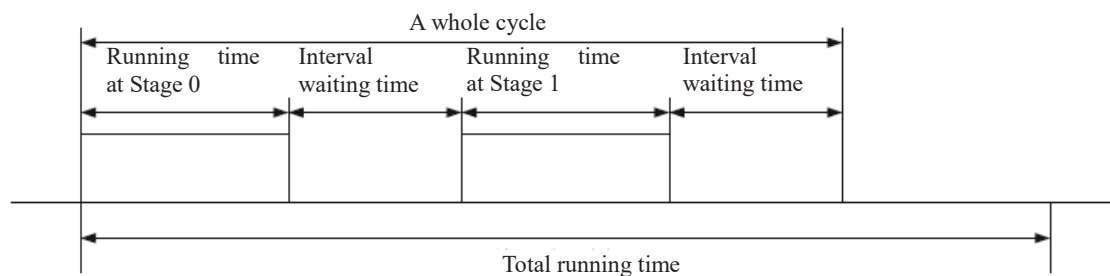 A whole cycle
Running time
at Stage 0
Interval
waiting time
Running time
at Stage 1
Interval
waiting time
Total running time